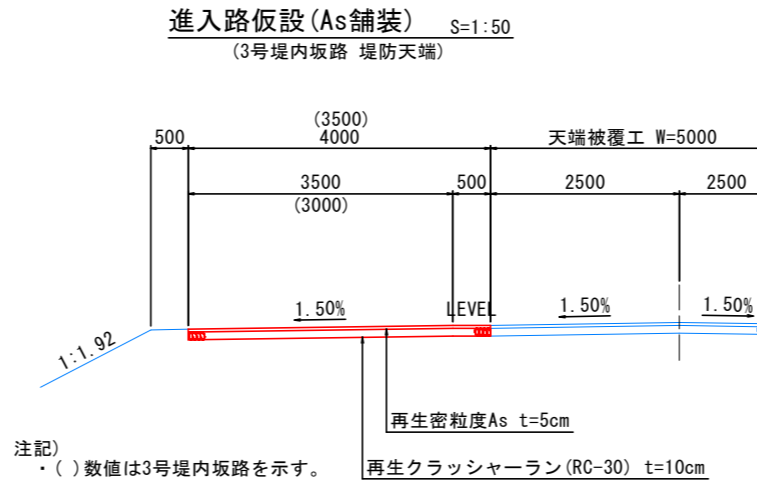 進入路仮設(As舗装) S=1:50
(3号堤内坂路 堤防天端)
(3500)
500 4000 天端被覆工 W=5000
3500 500 2500 2500
(3000)
1.50% LEVEL 1.50% 1.50%
1:1.92
再生密粒度As t=5cm
注記)
・( )数値は3号堤内坂路を示す。 再生クラッシャーラン(RC-30) t=10cm